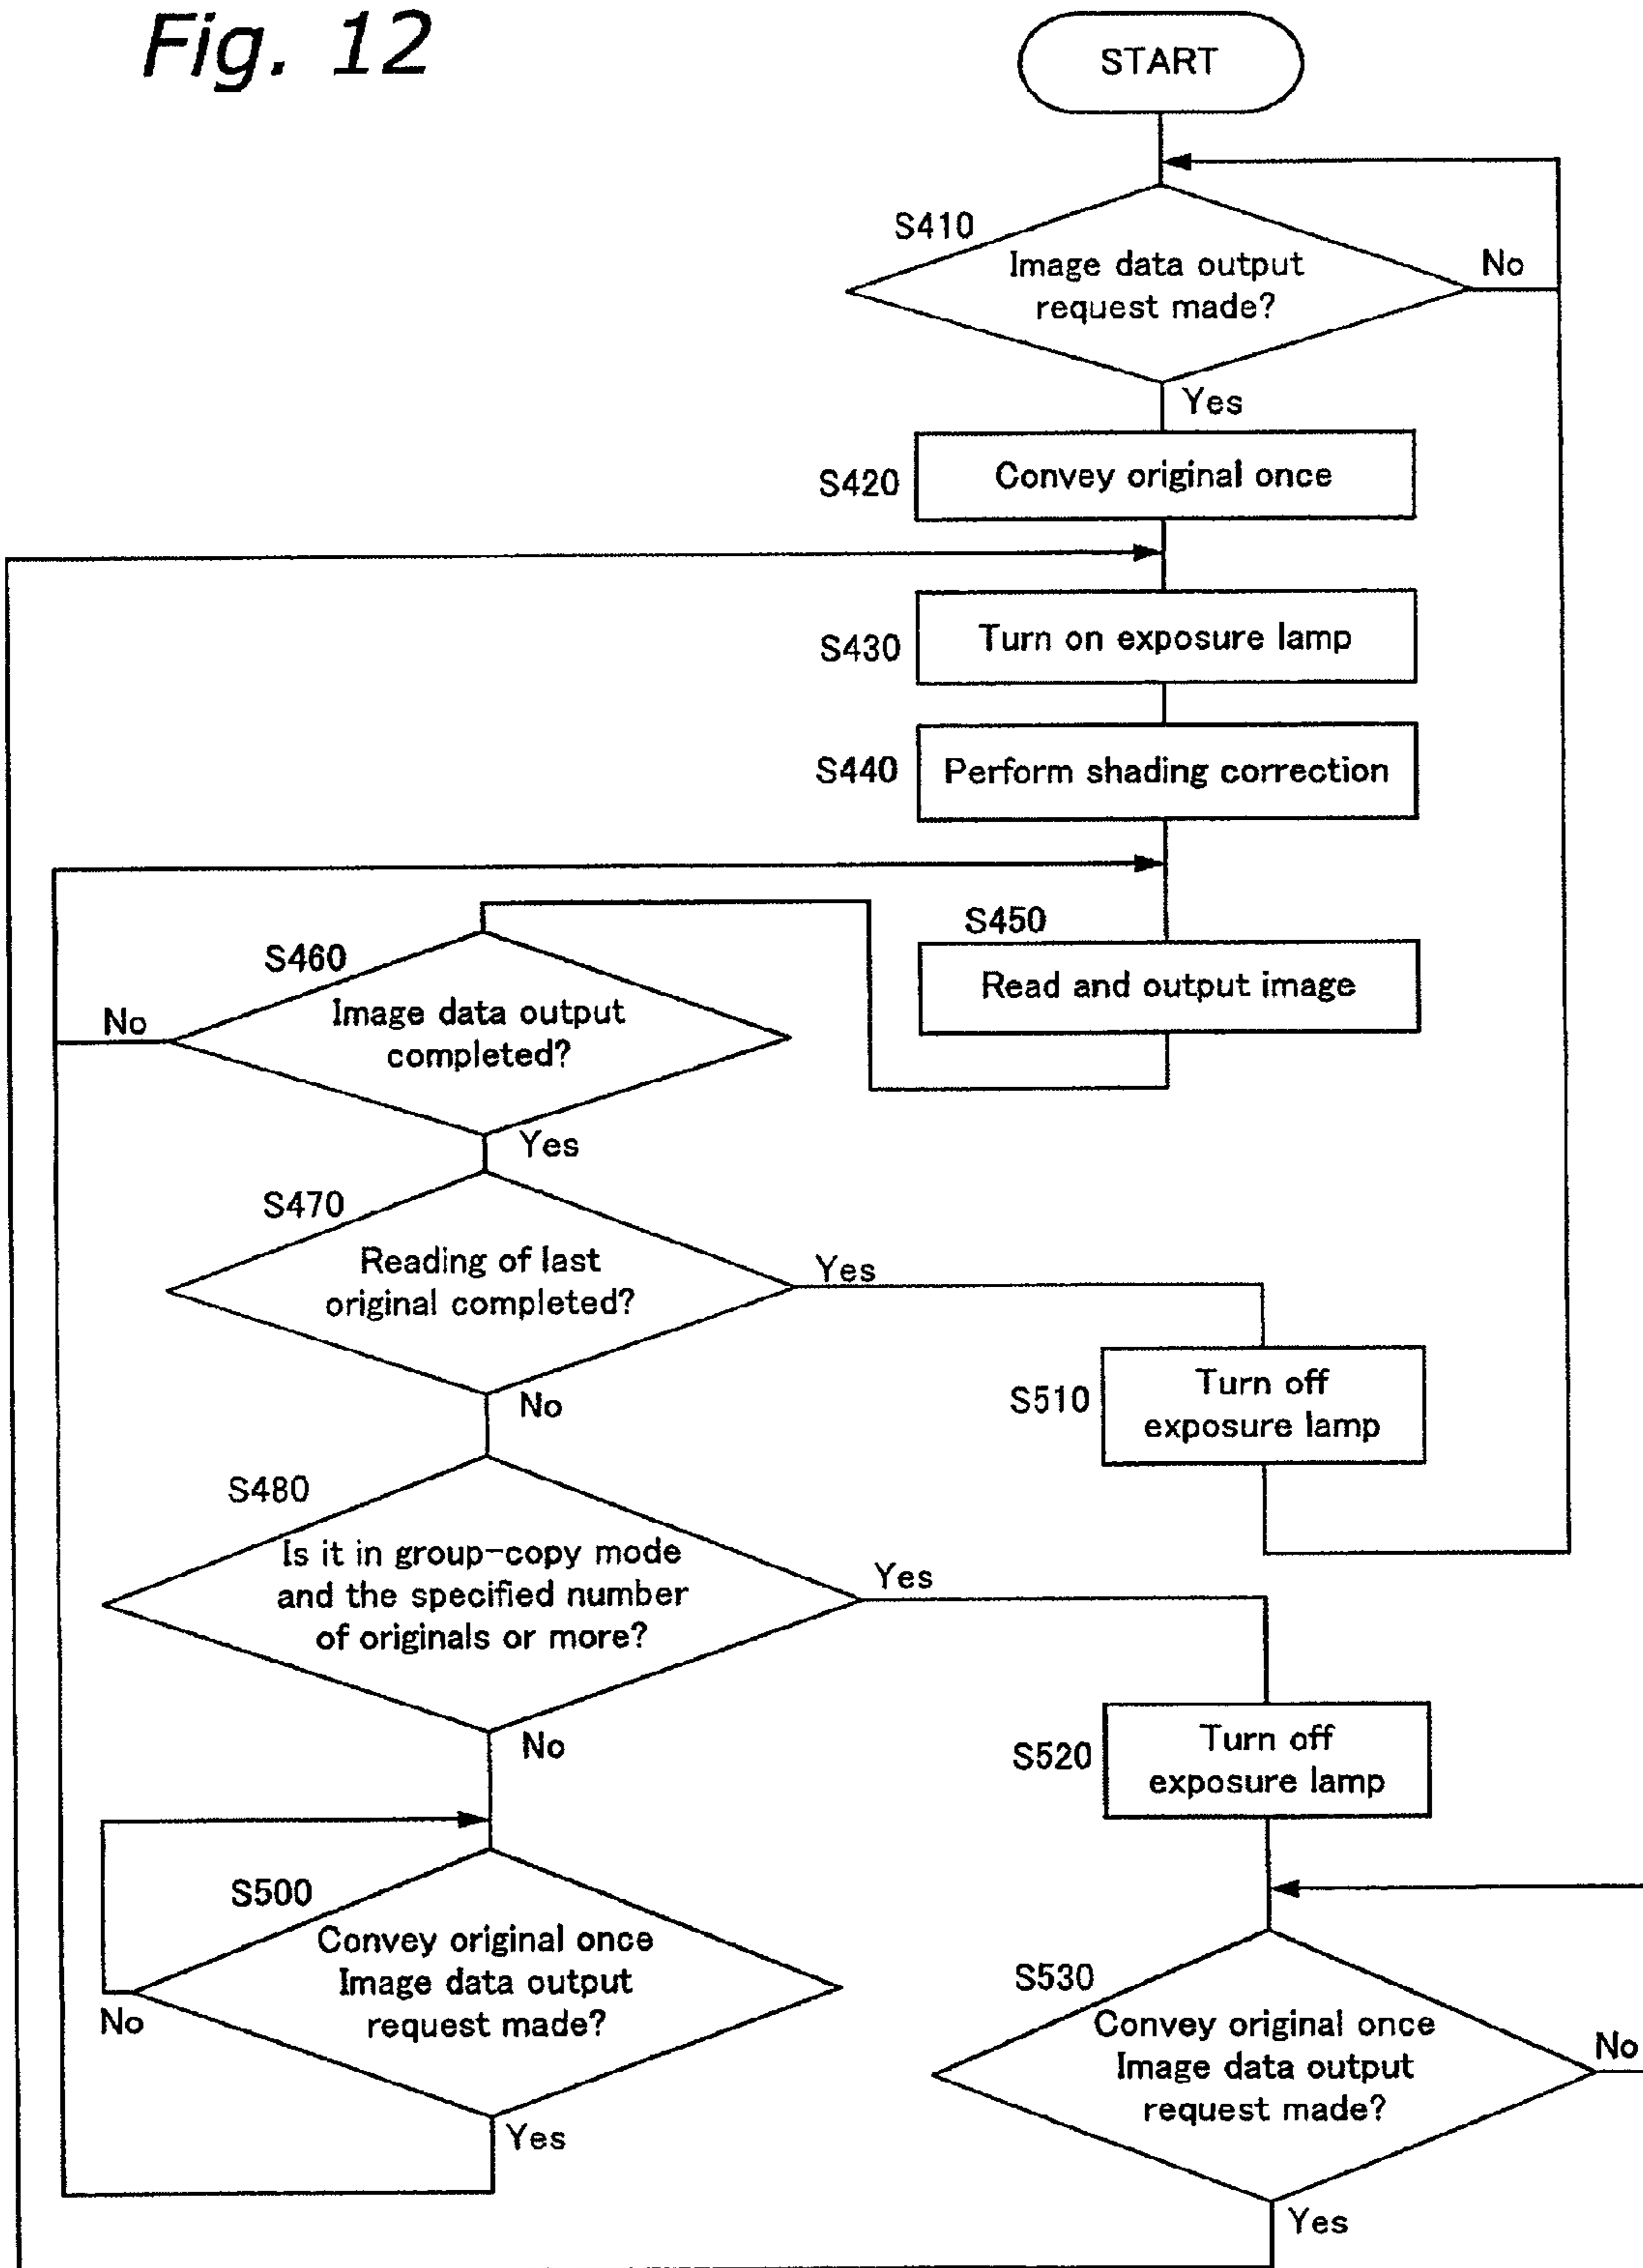 Fig. 12
START
S410
Image data output
request made?
No
Yes
S420
Convey original once
S430
Turn on exposure lamp
S440
Perform shading correction
S450
Read and output image
S460
Image data output
completed?
No
Yes
S470
Reading of last
original completed?
Yes
No
S510
Turn off
exposure lamp
S480
Is it in group-copy mode
and the specified number
of originals or more?
Yes
No
S520
Turn off
exposure lamp
S500
Convey original once
Image data output
request made?
No
Yes
S530
Convey original once
Image data output
request made?
No
Yes